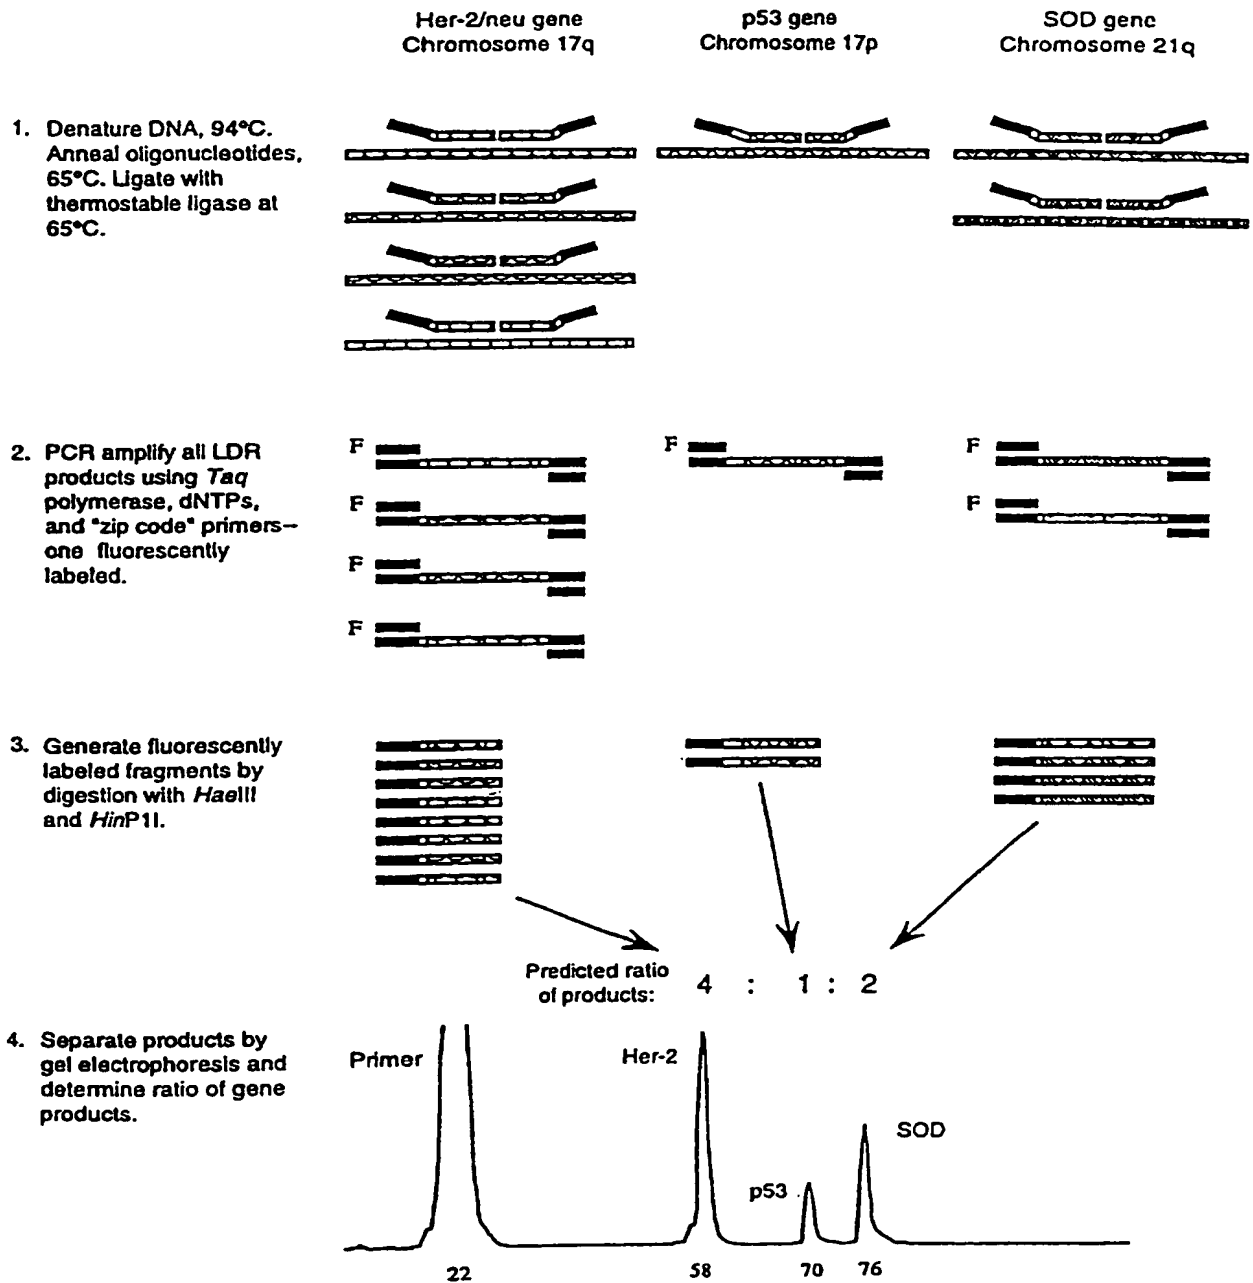 Her-2/neu gene
Chromosome 17q
p53 gene
Chromosome 17p
SOD gene
Chromosome 21q
1. Denature DNA, 94°C.
Anneal oligonucleotides,
65°C. Ligate with
thermostable ligase at
65°C.
2. PCR amplify all LDR
products using Taq
polymerase, dNTPs,
and "zip code" primers–
one fluorescently
labeled.
F
F
F
F
F
F
F
3. Generate fluorescently
labeled fragments by
digestion with HaeIII
and HinP1I.
Predicted ratio
of products:
4 : 1 : 2
4. Separate products by
gel electrophoresis and
determine ratio of gene
products.
Primer
Her-2
p53
SOD
22
58
70
76